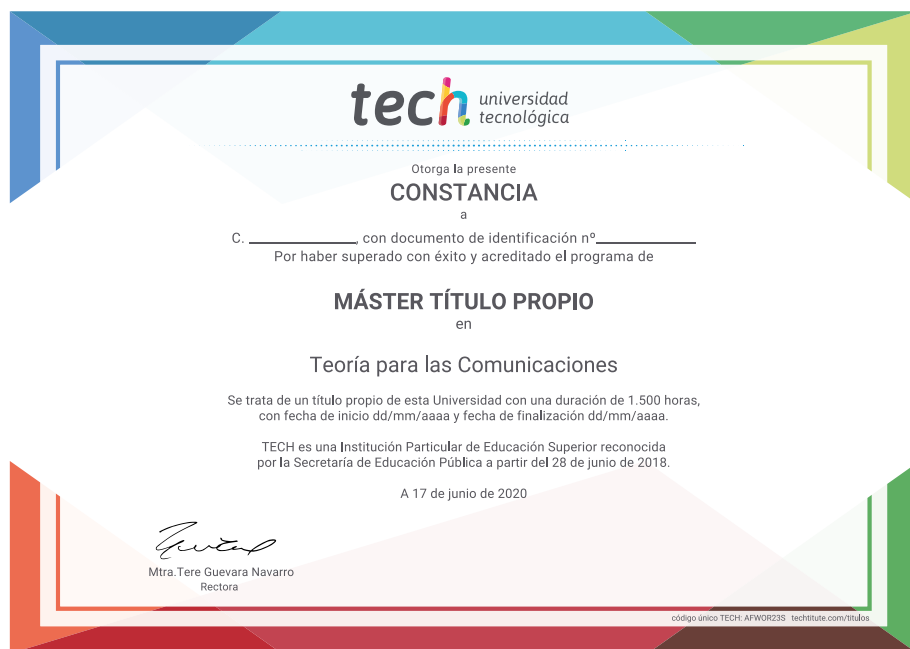 tech universidad
tecnológica
Otorga la presente
CONSTANCIA
a
C. ____________, con documento de identificación nº___________
Por haber superado con éxito y acreditado el programa de
MÁSTER TÍTULO PROPIO
en
Teoría para las Comunicaciones
Se trata de un título propio de esta Universidad con una duración de 1.500 horas,
con fecha de inicio dd/mm/aaaa y fecha de finalización dd/mm/aaaa.
TECH es una Institución Particular de Educación Superior reconocida
por la Secretaría de Educación Pública a partir del 28 de junio de 2018.
A 17 de junio de 2020
Mtra.Tere Guevara Navarro
Rectora
código único TECH: AFWOR23S techtitute.com/titulos